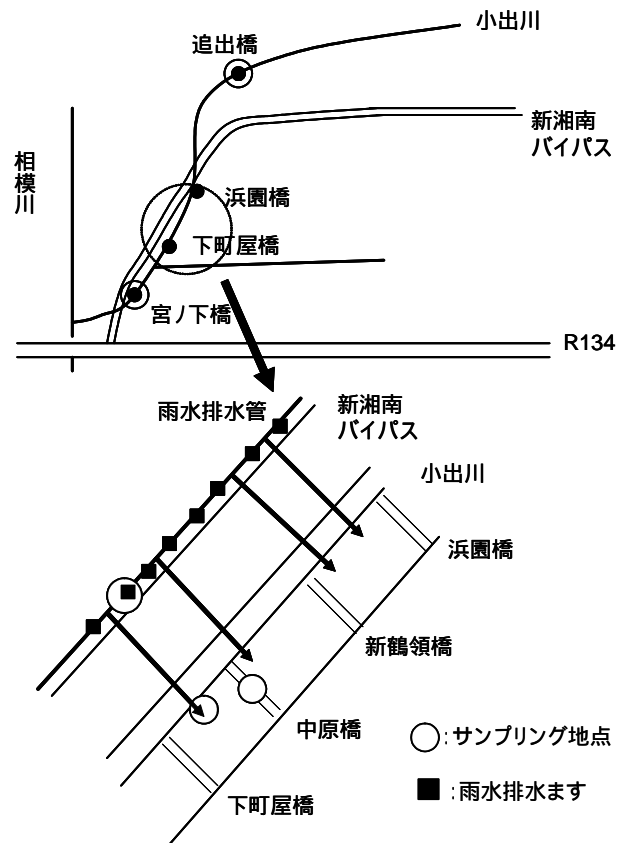 小出川
追出橋
新湘南
バイパス
相模川
浜園橋
下町屋橋
宮ノ下橋
R134
雨水排水管
新湘南
バイパス
小出川
浜園橋
新鶴領橋
中原橋
:サンプリング地点
:雨水排水ます
下町屋橋